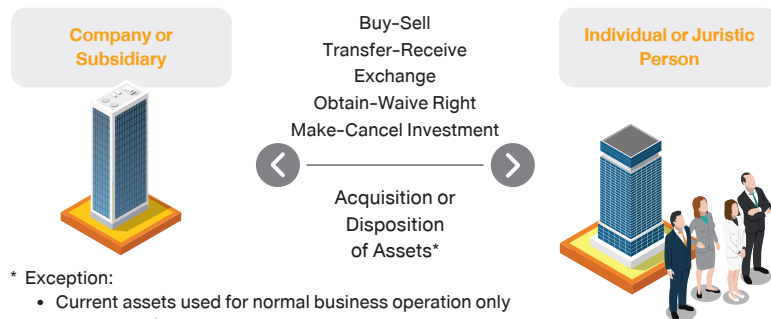 Company or
Subsidiary
Buy-Sell
Transfer-Receive
Exchange
Obtain-Waive Right
Make-Cancel Investment
Individual or Juristic
Person
Acquisition or
Disposition
of Assets*
* Exception:
• Current assets used for normal business operation only